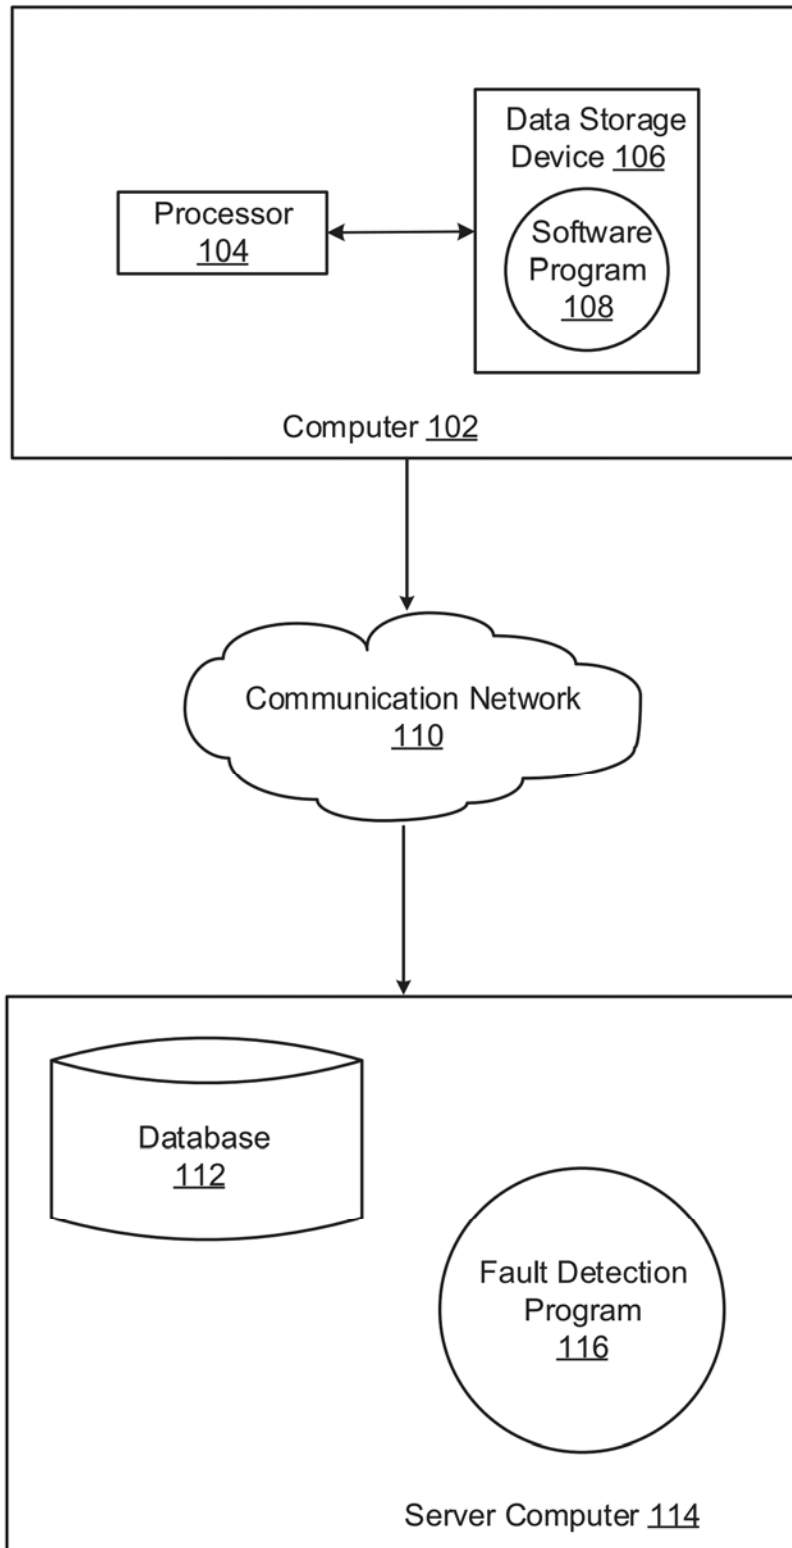 Data Storage
Device 106
Processor
104
Software
Program
108
Computer 102
Communication Network
110
Database
112
Fault Detection
Program
116
Server Computer 114